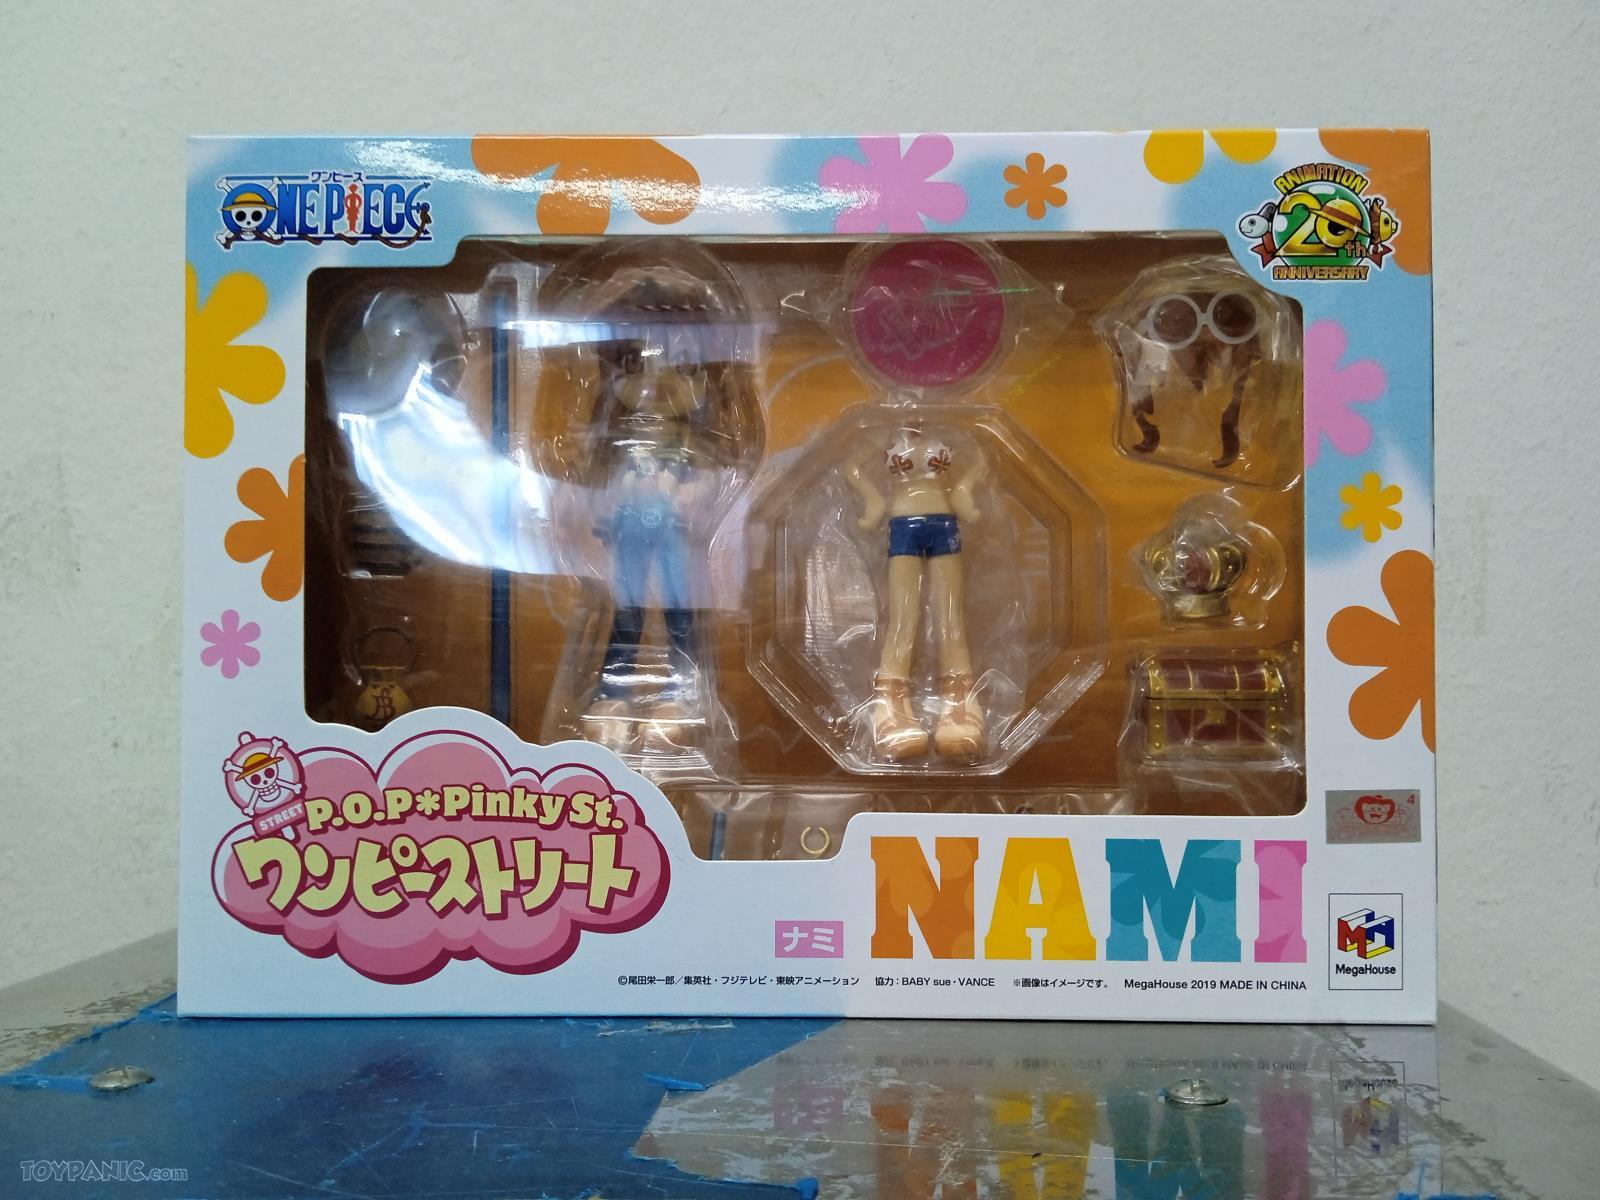 ワンピース
ONE PIECE
ANIMATION
20th
ANNIVERSARY
STREET
P.O.P*Pinky St.
ワンピーストリート
ナミ
NAMI
4
MegaHouse
©尾田栄一郎／集英社・フジテレビ・東映アニメーション 協力：BABY sue・VANCE ※画像はイメージです。 MegaHouse 2019 MADE IN CHINA
TOYPANIC.com